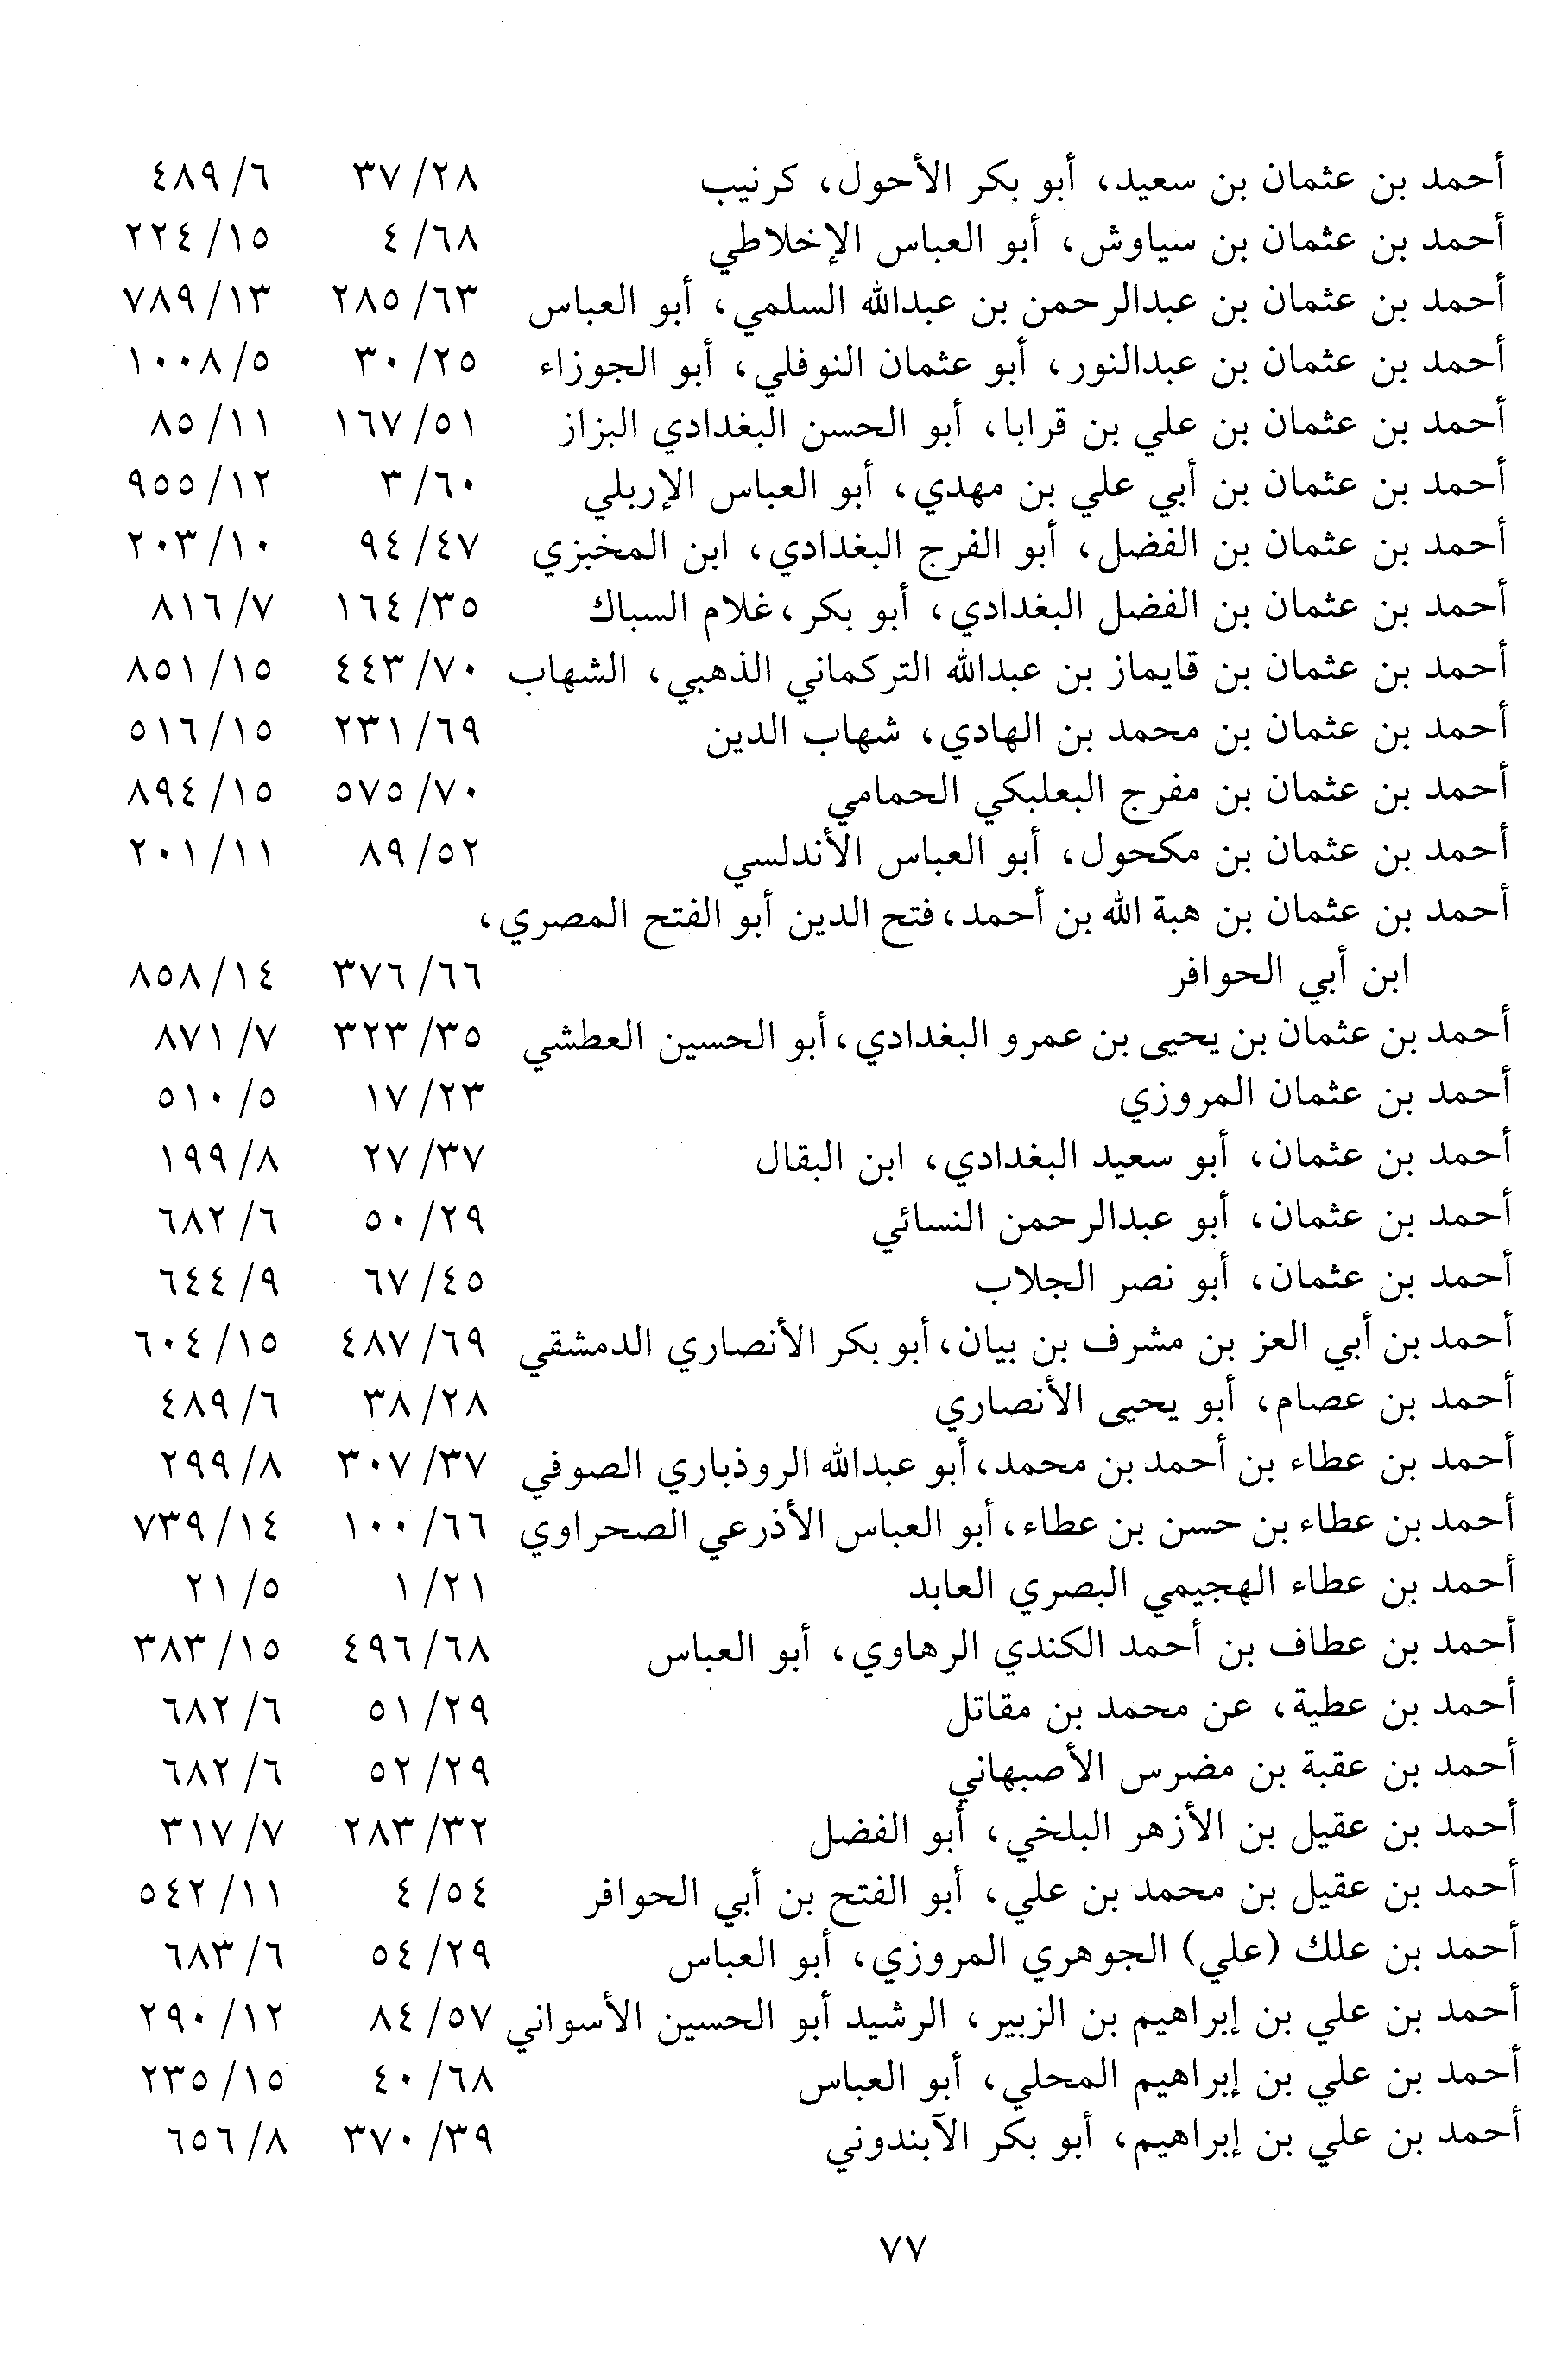 أحمد بن عثمان بن سعيد، أبو بكر الأحول، كرنيب ٢٨/ ٣٧ ٦/ ٤٨٩
أحمد بن عثمان بن سياوش، أبو العباس الإخلاطي ٦٨/ ٤ ١٥/ ٢٢٤
أحمد بن عثمان بن عبدالرحمن بن عبدالله السلمي، أبو العباس ٦٣/ ٢٨٥ ١٣/ ٧٨٩
أحمد بن عثمان بن عبدالنور، أبو عثمان النوفلي، أبو الجوزاء ٢٥/ ٣٠ ٥/ ١٠٠٨
أحمد بن عثمان بن علي بن قرابا، أبو الحسن البغدادي البزاز ٥١/ ١٦٧ ١١/ ٨٥
أحمد بن عثمان بن أبي علي بن مهدي، أبو العباس الإربلي ٦٠/ ٣ ١٢/ ٩٥٥
أحمد بن عثمان بن الفضل، أبو الفرج البغدادي، ابن المخبزي ٤٧/ ٩٤ ١٠/ ٢٠٣
أحمد بن عثمان بن الفضل البغدادي، أبو بكر، غلام السباك ٣٥/ ١٦٤ ٧/ ٨١٦
أحمد بن عثمان بن قايماز بن عبدالله التركماني الذهبي، الشهاب ٧٠/ ٤٤٣ ١٥/ ٨٥١
أحمد بن عثمان بن محمد بن الهادي، شهاب الدين ٦٩/ ٢٣١ ١٥/ ٥١٦
أحمد بن عثمان بن مفرج البعلبكي الحمامي ٧٠/ ٥٧٥ ١٥/ ٨٩٤
أحمد بن عثمان بن مكحول، أبو العباس الأندلسي ٥٢/ ٨٩ ١١/ ٢٠١
أحمد بن عثمان بن هبة الله بن أحمد، فتح الدين أبو الفتح المصري،
ابن أبي الحوافر ٦٦/ ٣٧٦ ١٤/ ٨٥٨
أحمد بن عثمان بن يحيى بن عمرو البغدادي، أبو الحسين العطشي ٣٥/ ٣٢٣ ٧/ ٨٧١
أحمد بن عثمان المروزي ٢٣/ ١٧ ٥/ ٥١٠
أحمد بن عثمان، أبو سعيد البغدادي، ابن البقال ٣٧/ ٢٧ ٨/ ١٩٩
أحمد بن عثمان، أبو عبدالرحمن النسائي ٢٩/ ٥٠ ٦/ ٦٨٢
أحمد بن عثمان، أبو نصر الجلاب ٤٥/ ٦٧ ٩/ ٦٤٤
أحمد بن أبي العز بن مشرف بن بيان، أبو بكر الأنصاري الدمشقي ٦٩/ ٤٨٧ ١٥/ ٦٠٤
أحمد بن عصام، أبو يحيى الأنصاري ٢٨/ ٣٨ ٦/ ٤٨٩
أحمد بن عطاء بن أحمد بن محمد، أبو عبدالله الروذباري الصوفي ٣٧/ ٣٠٧ ٨/ ٢٩٩
أحمد بن عطاء بن حسن بن عطاء، أبو العباس الأذرعي الصحراوي ٦٦/ ١٠٠ ١٤/ ٧٣٩
أحمد بن عطاء الهجيمي البصري العابد ٢١/ ١ ٥/ ٢١
أحمد بن عطاف بن أحمد الكندي الرهاوي، أبو العباس ٦٨/ ٤٩٦ ١٥/ ٣٨٣
أحمد بن عطية، عن محمد بن مقاتل ٢٩/ ٥١ ٦/ ٦٨٢
أحمد بن عقبة بن مضرس الأصبهاني ٢٩/ ٥٢ ٦/ ٦٨٢
أحمد بن عقيل بن الأزهر البلخي، أبو الفضل ٣٢/ ٢٨٣ ٧/ ٣١٧
أحمد بن عقيل بن محمد بن علي، أبو الفتح بن أبي الحوافر ٥٤/ ٤ ١١/ ٥٤٢
أحمد بن علك (علي) الجوهري المروزي، أبو العباس ٢٩/ ٥٤ ٦/ ٦٨٣
أحمد بن علي بن إبراهيم بن الزبير، الرشيد أبو الحسين الأسواني ٥٧/ ٨٤ ١٢/ ٢٩٠
أحمد بن علي بن إبراهيم المحلي، أبو العباس ٦٨/ ٤٠ ١٥/ ٢٣٥
أحمد بن علي بن إبراهيم، أبو بكر الآبندوني ٣٩/ ٣٧٠ ٨/ ٦٥٦
٧٧